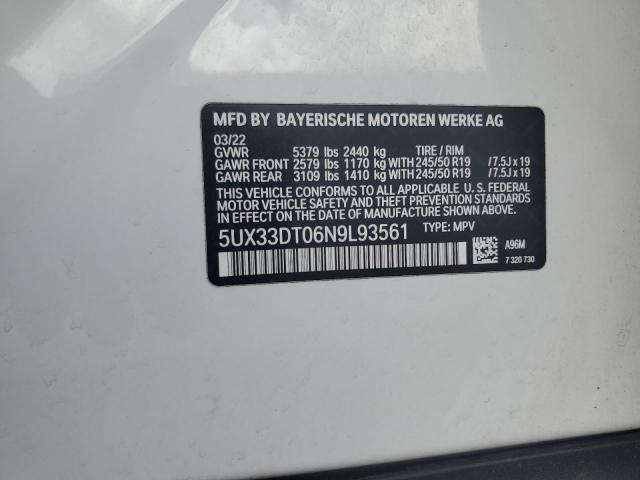 MFD BY BAYERISCHE MOTOREN WERKE AG
03/22
GVWR 5379 lbs 2440 kg TIRE / RIM
GAWR FRONT 2579 lbs 1170 kg WITH 245/50 R19 /7.5J x 19
GAWR REAR 3109 lbs 1410 kg WITH 245/50 R19 /7.5J x 19
THIS VEHICLE CONFORMS TO ALL APPLICABLE U. S. FEDERAL
MOTOR VEHICLE SAFETY AND THEFT PREVENTION STANDARDS
IN EFFECT ON THE DATE OF MANUFACTURE SHOWN ABOVE.
5UX33DT06N9L93561 TYPE: MPV
A96M
7 320 730